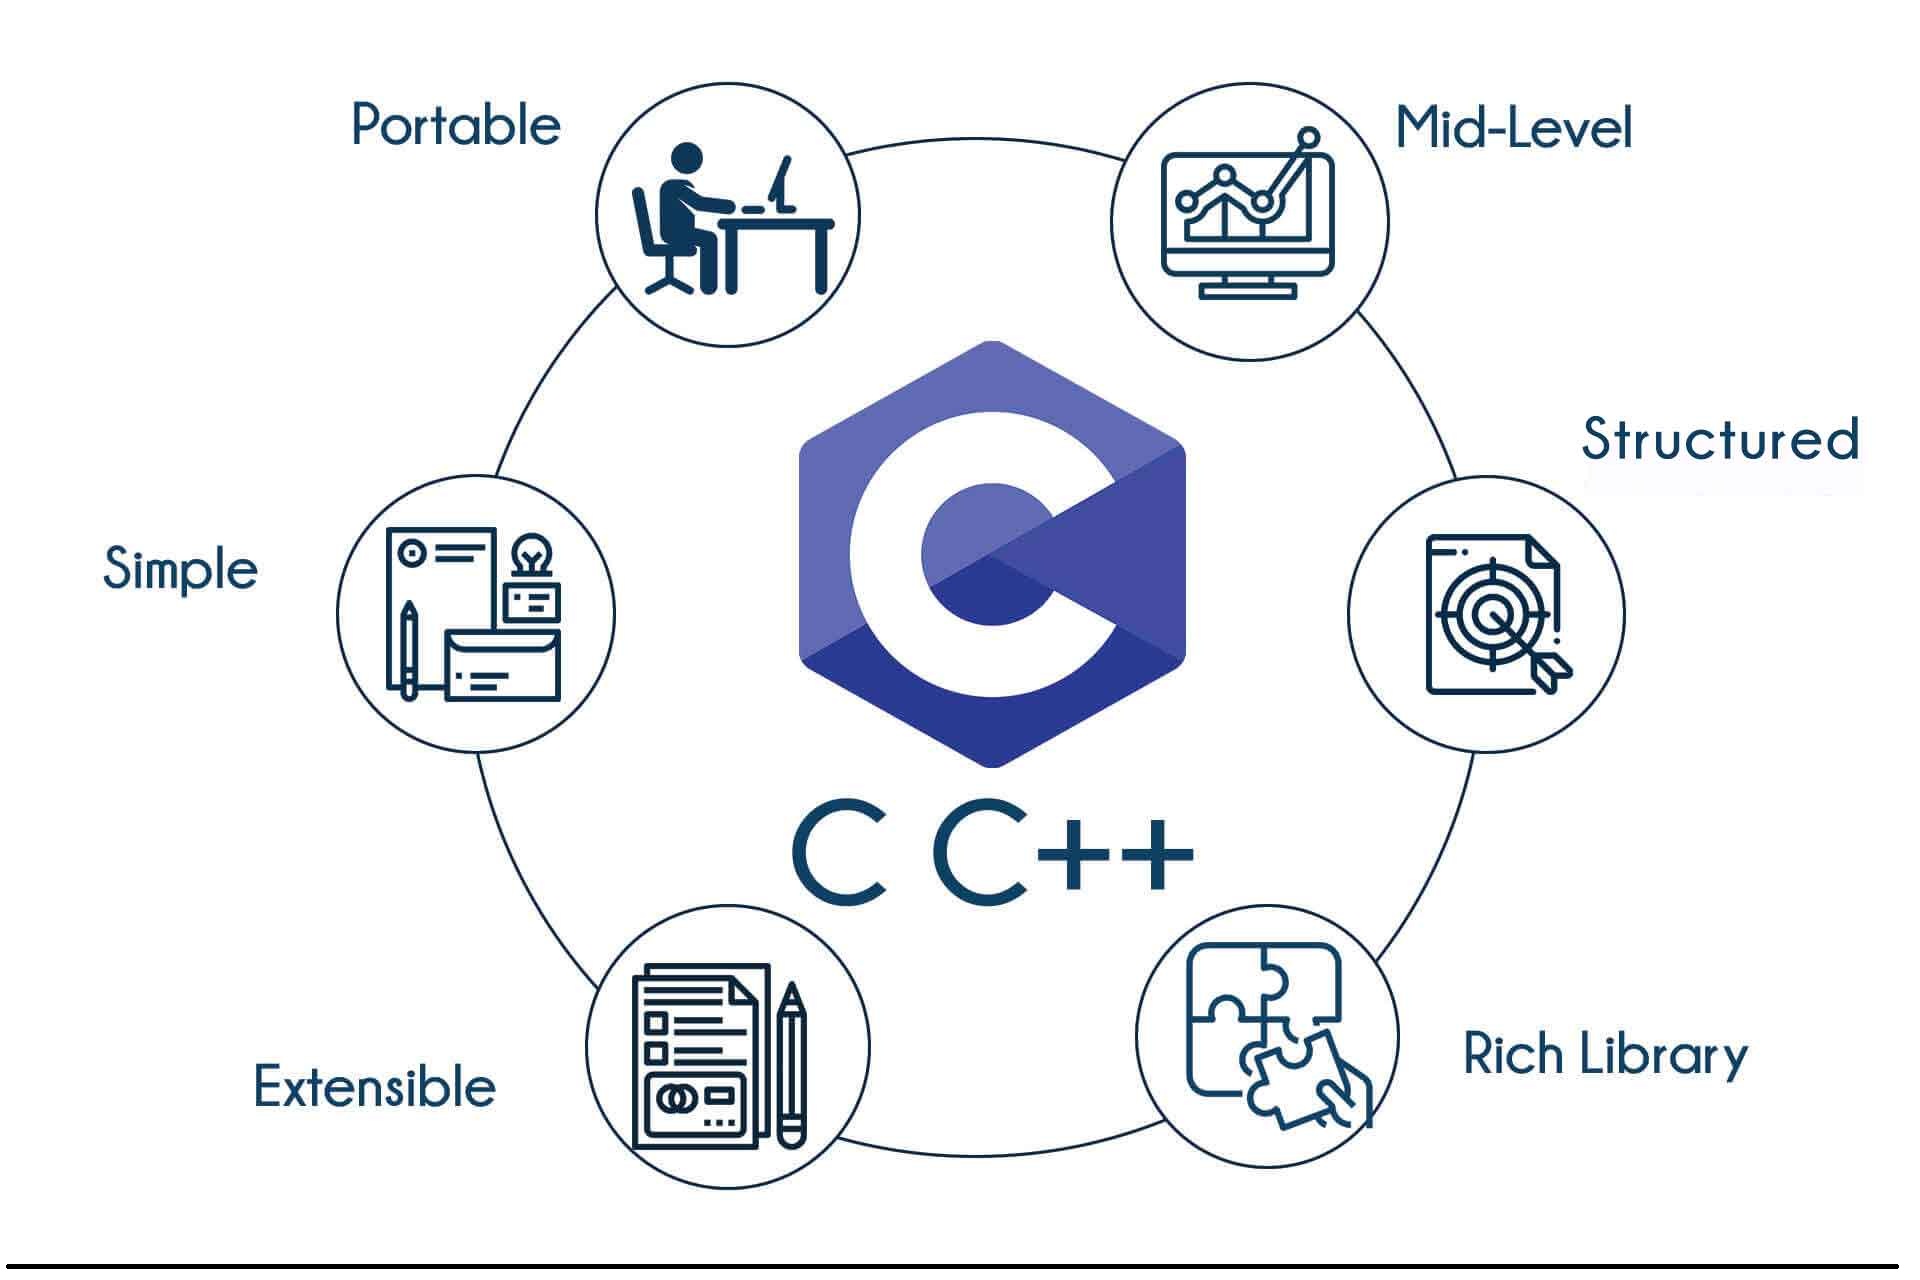 Portable
Mid-Level
Structured
Simple
C C++
Extensible
Rich Library